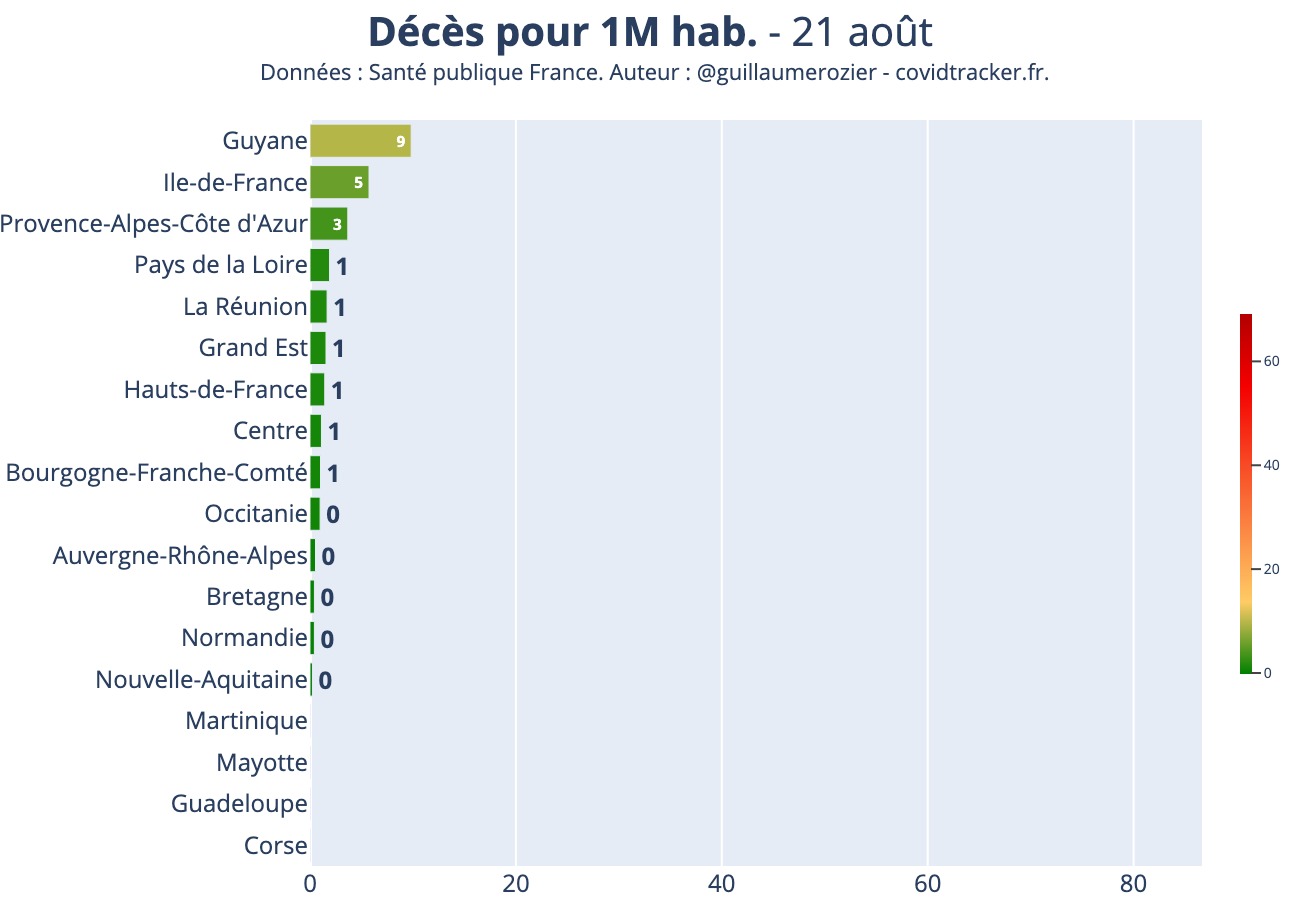 Décès pour 1M hab. - 21 août
Données : Santé publique France. Auteur : @guillaumerozier - covidtracker.fr.
Guyane 9
Ile-de-France 5
Provence-Alpes-Côte d'Azur 3
Pays de la Loire 1
La Réunion 1
Grand Est 1
Hauts-de-France 1
Centre 1
Bourgogne-Franche-Comté 1
Occitanie 0
Auvergne-Rhône-Alpes 0
Bretagne 0
Normandie 0
Nouvelle-Aquitaine 0
Martinique
Mayotte
Guadeloupe
Corse
0 20 40 60 80
60
40
20
0